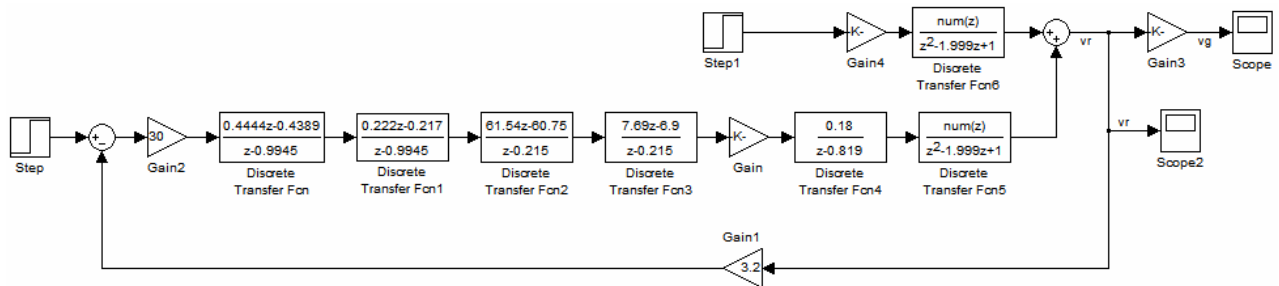 Step1
-K-
Gain4
num(z)
z2-1.999z+1
Discrete
Transfer Fcn6
+
+
vr
-K-
Gain3
vg
Scope
Step
+
−
30
Gain2
0.4444z-0.4389
z-0.9945
Discrete
Transfer Fcn
0.222z-0.217
z-0.9945
Discrete
Transfer Fcn1
61.54z-60.75
z-0.215
Discrete
Transfer Fcn2
7.69z-6.9
z-0.215
Discrete
Transfer Fcn3
-K-
Gain
0.18
z-0.819
Discrete
Transfer Fcn4
num(z)
z2-1.999z+1
Discrete
Transfer Fcn5
vr
Scope2
Gain1
3.2